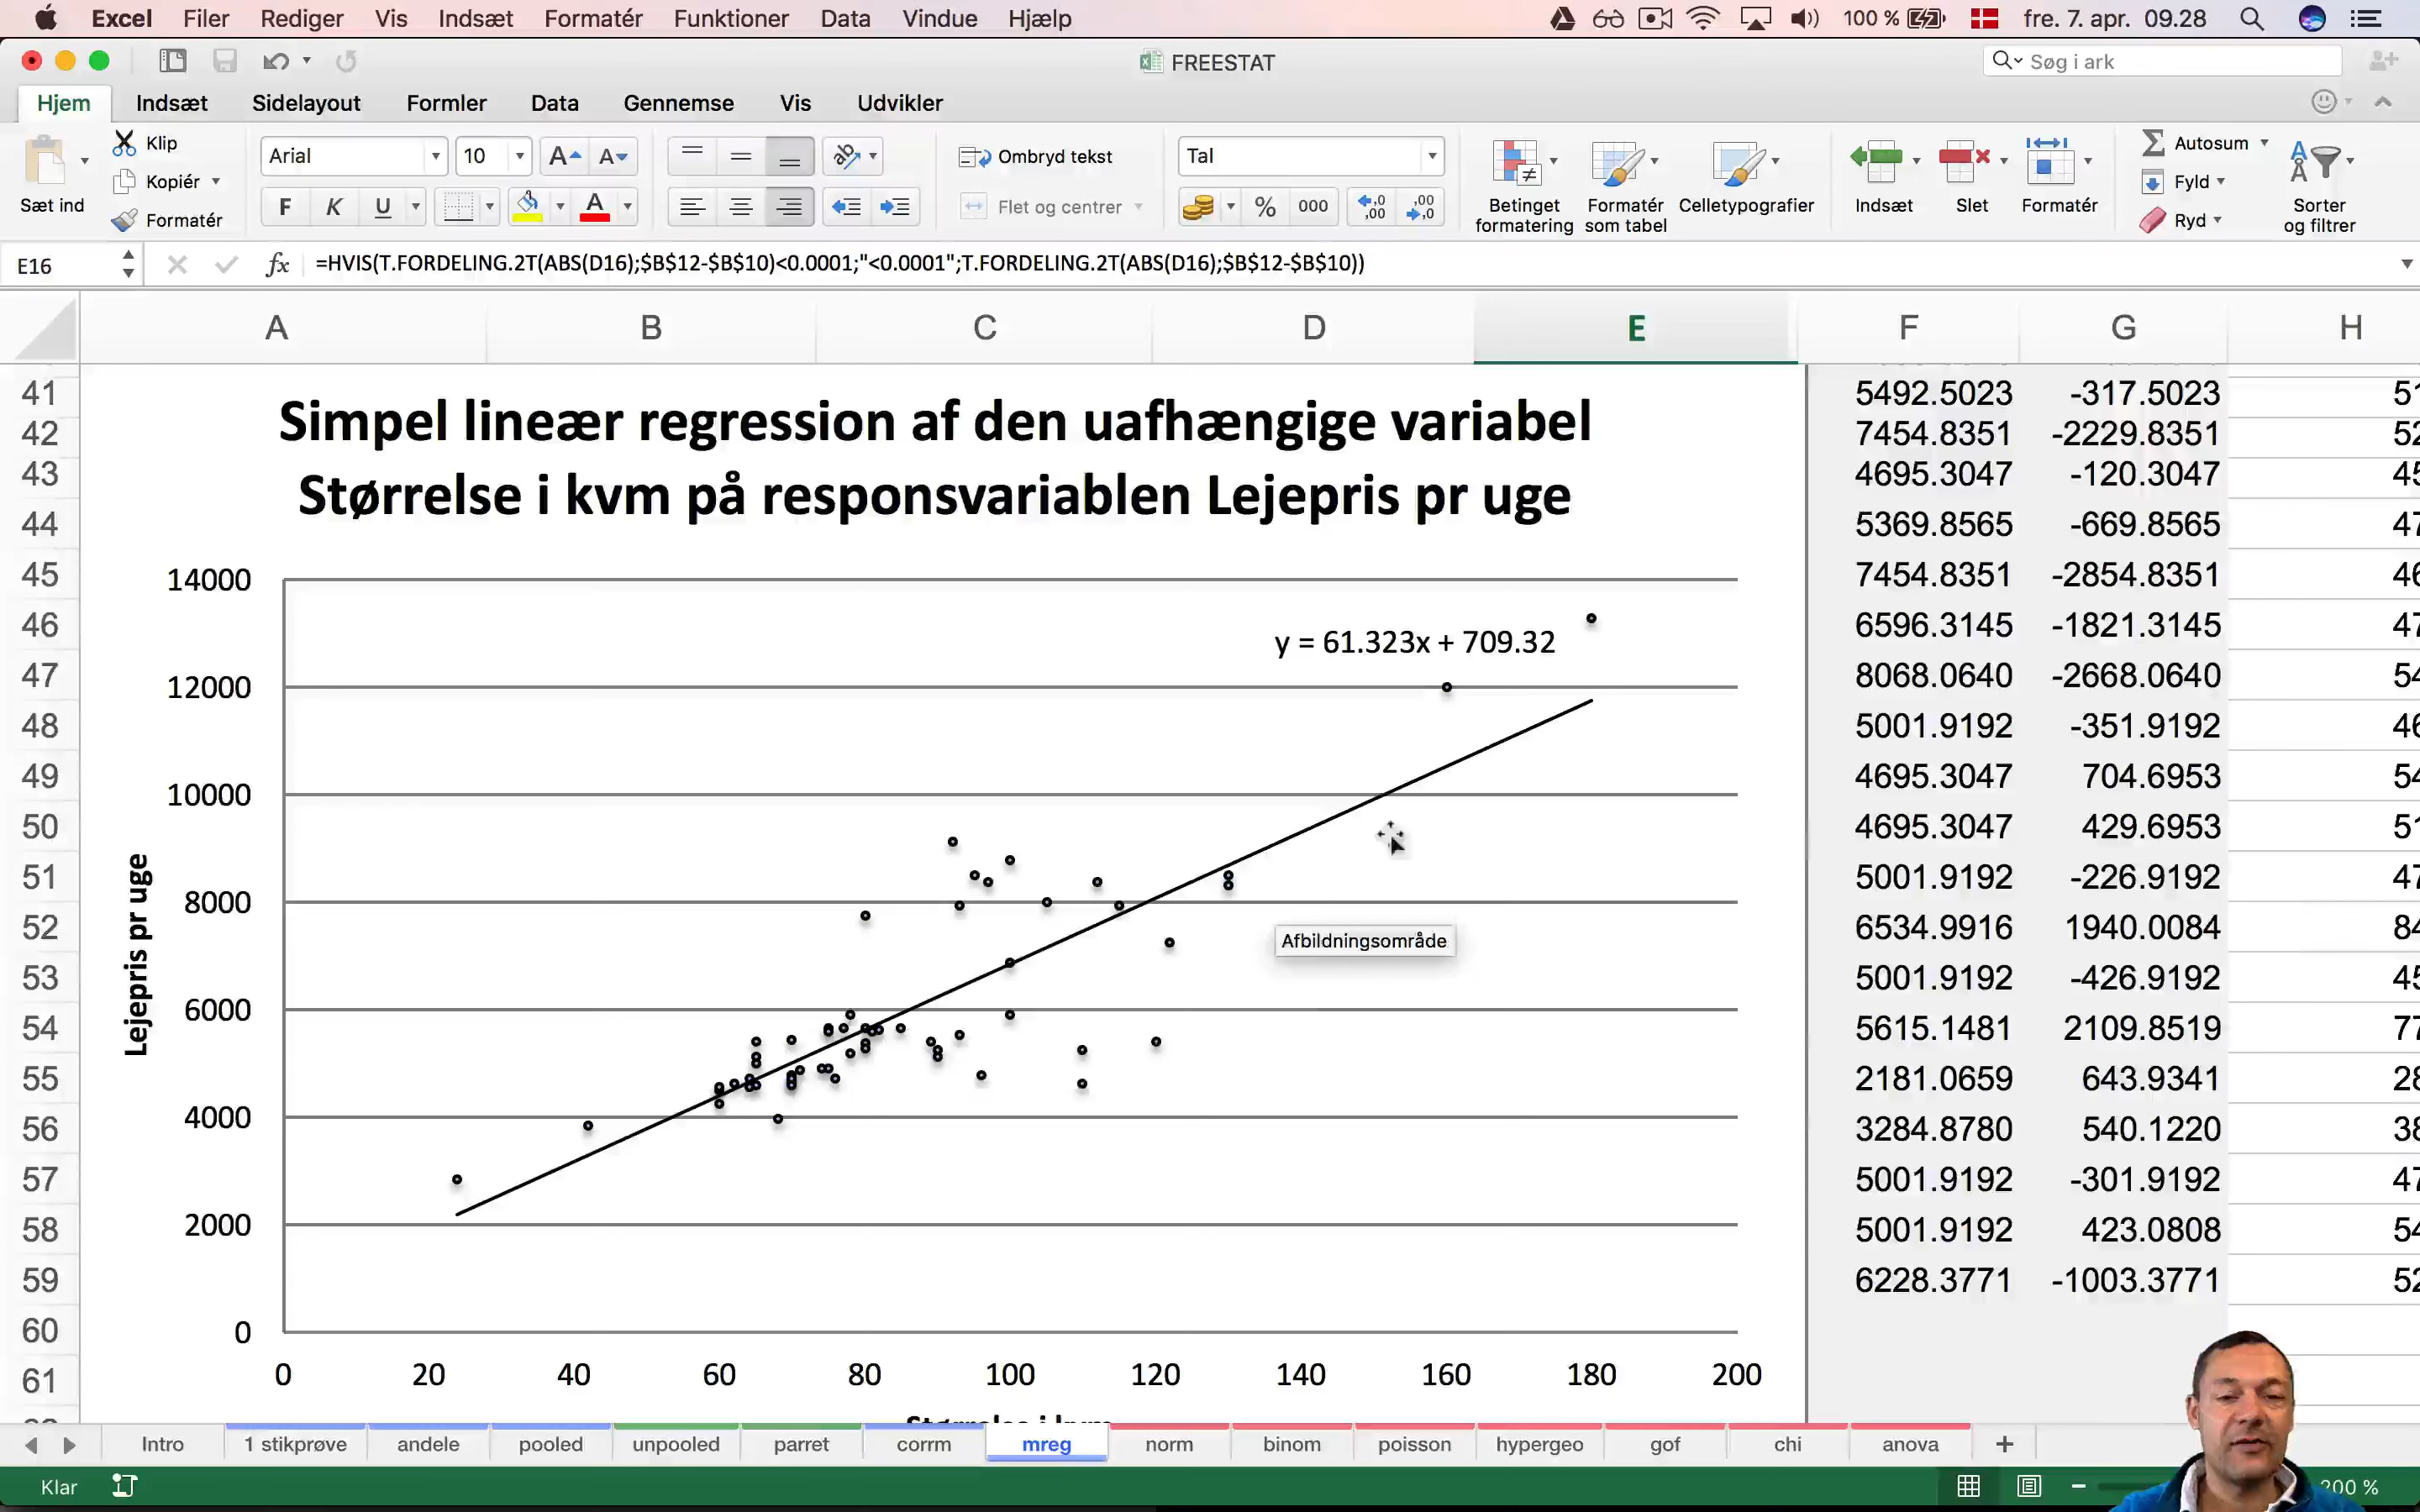 Excel Filer Rediger Vis Indsæt Formatér Funktioner Data Vindue Hjælp 100 % fre. 7. apr. 09.28
FREESTAT Søg i ark
Hjem Indsæt Sidelayout Formler Data Gennemse Vis Udvikler
Sæt ind Klip Kopiér Formatér
Arial 10 A A
F K U A
Ombryd tekst
Flet og centrer
Tal
% 000 ,0 ,00 ,00 ,0
Betinget formatering
Formatér som tabel
Celletypografier
Indsæt Slet Formatér
Autosum
Fyld
Ryd
Sorter og filtrer
E16 fx =HVIS(T.FORDELING.2T(ABS(D16);$B$12-$B$10)<0.0001;"<0.0001";T.FORDELING.2T(ABS(D16);$B$12-$B$10))
A B C D E F G H
41 5492.5023 -317.5023
42 7454.8351 -2229.8351
43 4695.3047 -120.3047
44 5369.8565 -669.8565
45 7454.8351 -2854.8351
46 6596.3145 -1821.3145
47 8068.0640 -2668.0640
48 5001.9192 -351.9192
49 4695.3047 704.6953
50 4695.3047 429.6953
51 5001.9192 -226.9192
52 6534.9916 1940.0084
53 5001.9192 -426.9192
54 5615.1481 2109.8519
55 2181.0659 643.9341
56 3284.8780 540.1220
57 5001.9192 -301.9192
58 5001.9192 423.0808
59 6228.3771 -1003.3771
60
61
Simpel lineær regression af den uafhængige variabel
Størrelse i kvm på responsvariablen Lejepris pr uge
14000
y = 61.323x + 709.32
12000
10000
8000
Afbildningsområde
Lejepris pr uge
6000
4000
2000
0
0 20 40 60 80 100 120 140 160 180 200
Størrelse i kvm
Intro 1 stikprøve andele pooled unpooled parret corrm mreg norm binom poisson hypergeo gof chi anova
Klar 200 %